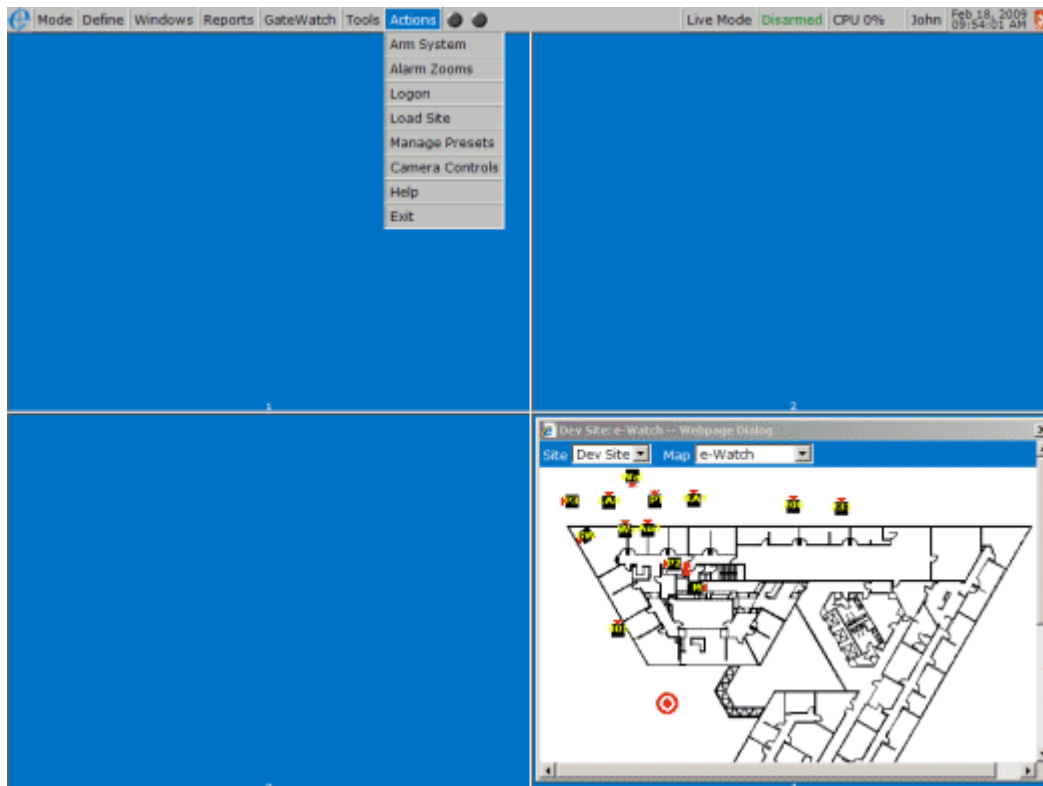 Mode Define Windows Reports GateWatch Tools Actions Live Mode Disarmed CPU 0% John Feb 18, 2009
09:54:01 AM
Arm System
Alarm Zooms
Logon
Load Site
Manage Presets
Camera Controls
Help
Exit
1 2
Dev Site: e-Watch -- Webpage Dialog
Site Dev Site Map e-Watch